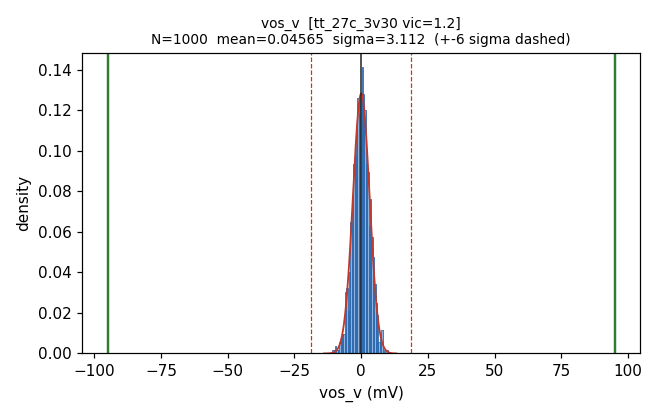 vos_v  [tt_27c_3v30 vic=1.2]
N=1000  mean=0.04565  sigma=3.112  (+-6 sigma dashed)
density
0.14
0.12
0.10
0.08
0.06
0.04
0.02
0.00
−100 −75 −50 −25 0 25 50 75 100
vos_v (mV)